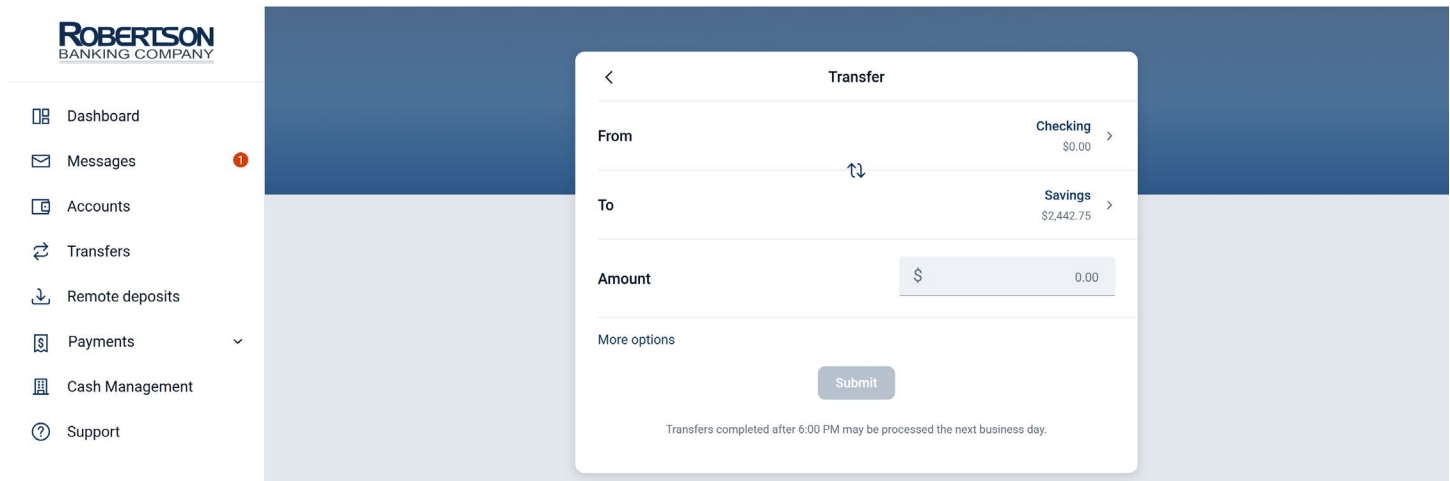 ROBERTSON
BANKING COMPANY
Dashboard
Messages 1
Accounts
Transfers
Remote deposits
Payments
Cash Management
Support
Transfer
From
Checking
$0.00
To
Savings
$2,442.75
Amount
$ 0.00
More options
Submit
Transfers completed after 6:00 PM may be processed the next business day.